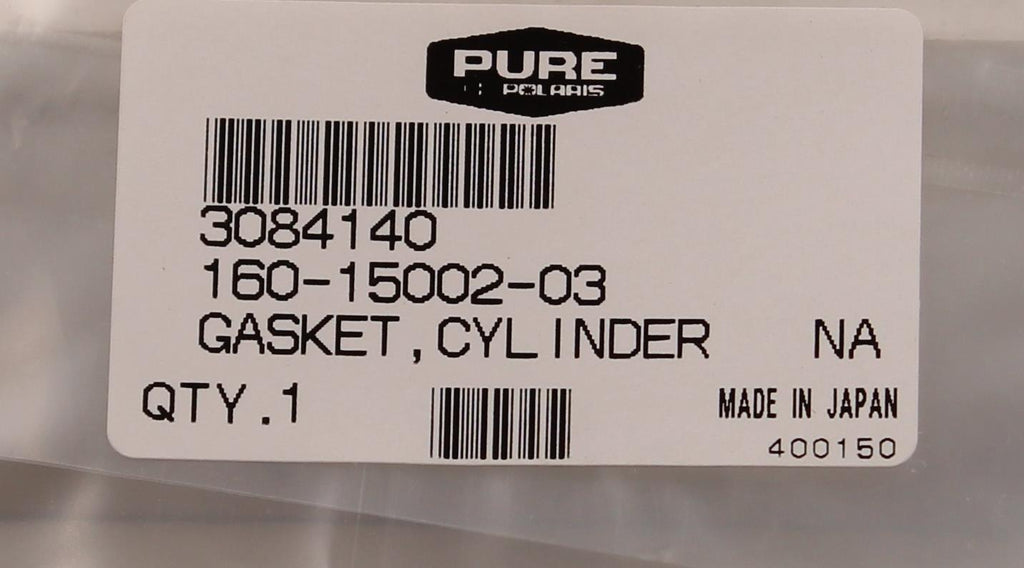 PURE
POLARIS
3084140
160-15002-03
GASKET,CYLINDER NA
QTY.1
MADE IN JAPAN
400150